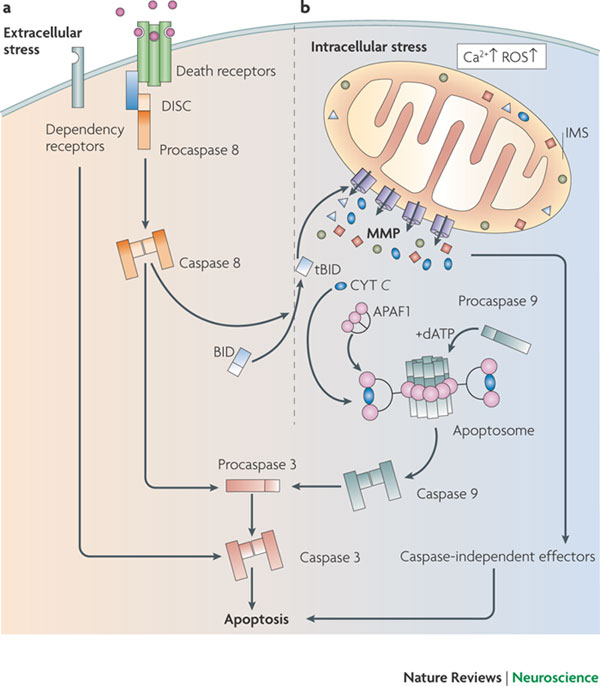 a
b
Extracellular
stress
Intracellular stress
Ca²⁺↑ ROS↑
Death receptors
DISC
Dependency
receptors
Procaspase 8
IMS
MMP
Caspase 8
tBID
CYT C
APAF1
Procaspase 9
+dATP
BID
Apoptosome
Procaspase 3
Caspase 9
Caspase 3
Caspase-independent effectors
Apoptosis
Nature Reviews | Neuroscience